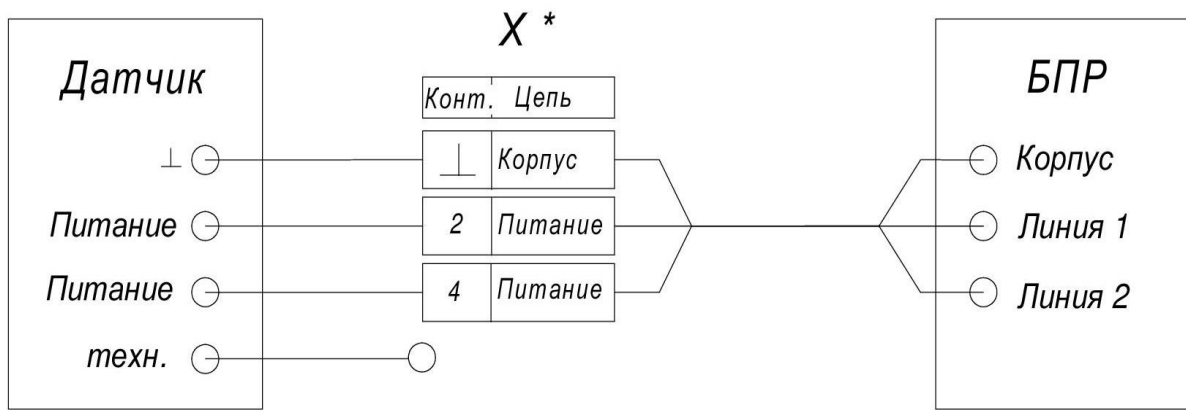 X *
Датчик
БПР
Конт. Цепь
⊥ ⊥ Корпус Корпус
Питание 2 Питание Линия 1
Питание 4 Питание Линия 2
техн.